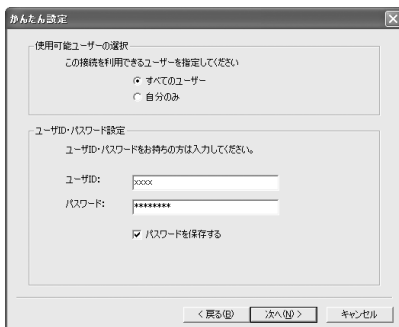 かんたん設定
使用可能ユーザーの選択
この接続を利用できるユーザーを指定してください
すべてのユーザー
自分のみ
ユーザID・パスワード設定
ユーザID・パスワードをお持ちの方は入力してください。
ユーザID:
xxxx
パスワード:
********
パスワードを保存する
< 戻る(B)
次へ(N) >
キャンセル